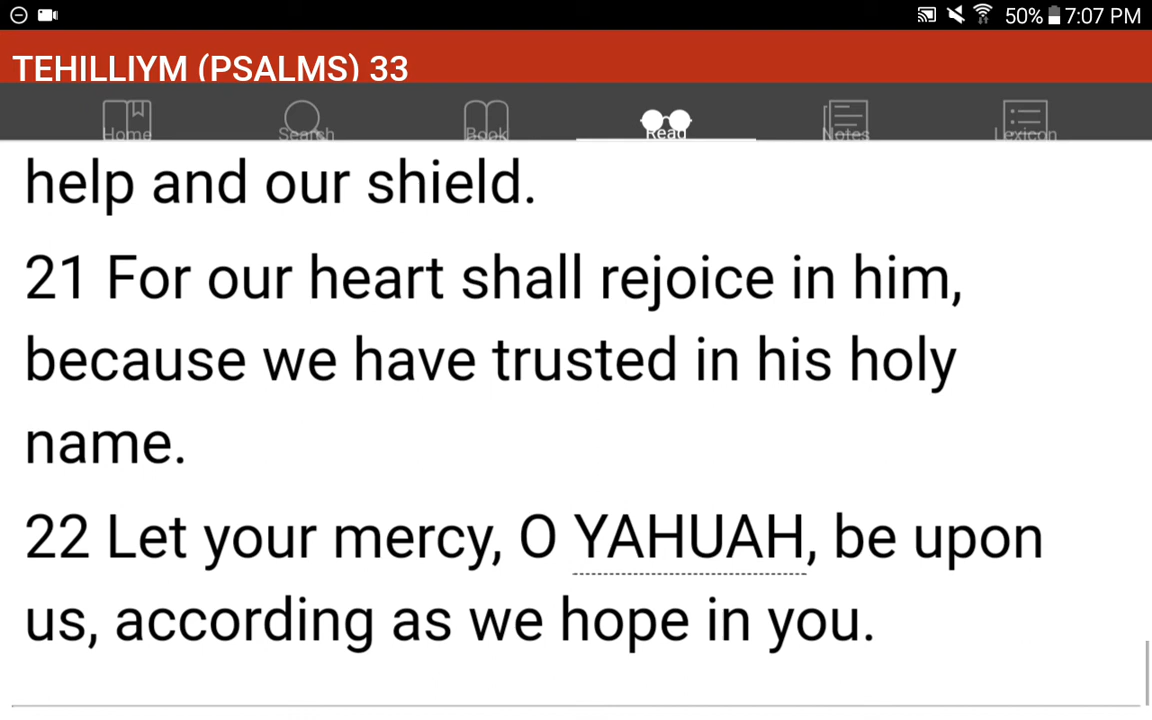 50% 7:07 PM
TEHILLIYM (PSALMS) 33
Home Search Book Read Notes Lexicon
help and our shield.
21 For our heart shall rejoice in him,
because we have trusted in his holy
name.
22 Let your mercy, O YAHUAH, be upon
us, according as we hope in you.